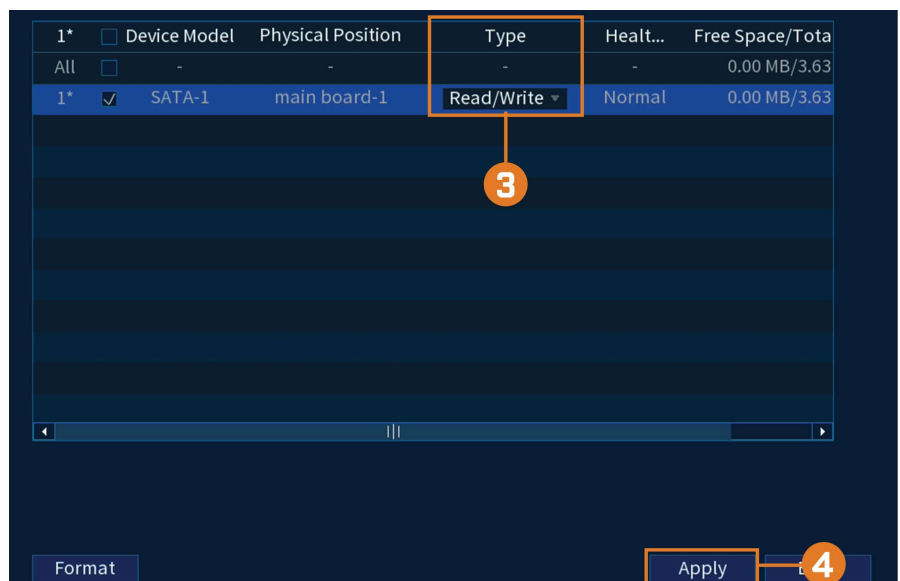 1* Device Model Physical Position Type Healt... Free Space/Tota
All - - - - 0.00 MB/3.63
1* SATA-1 main board-1 Read/Write Normal 0.00 MB/3.63
3
Format Apply 4